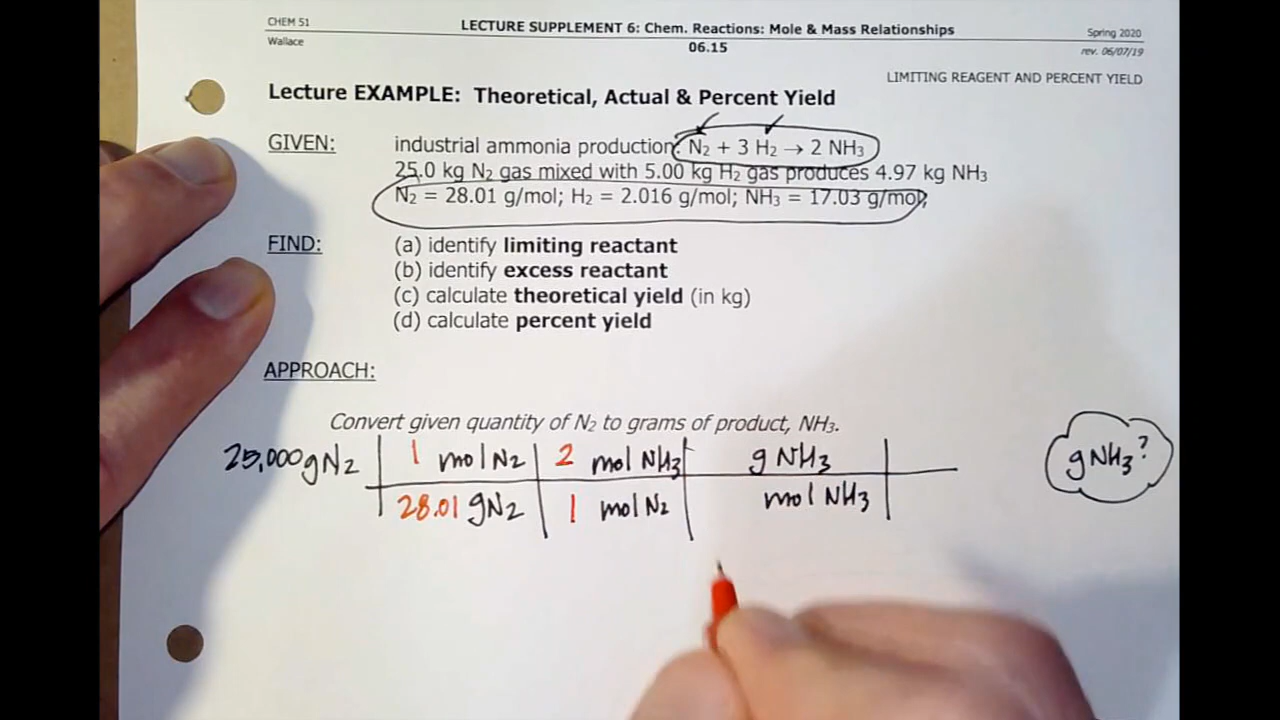 CHEM 51
LECTURE SUPPLEMENT 6: Chem. Reactions: Mole & Mass Relationships
Spring 2020
Wallace
06.15
rev. 06/07/19
LIMITING REAGENT AND PERCENT YIELD
Lecture EXAMPLE: Theoretical, Actual & Percent Yield
GIVEN: industrial ammonia production: N₂ + 3 H₂ → 2 NH₃
25.0 kg N₂ gas mixed with 5.00 kg H₂ gas produces 4.97 kg NH₃
N₂ = 28.01 g/mol; H₂ = 2.016 g/mol; NH₃ = 17.03 g/mol;
FIND: (a) identify limiting reactant
(b) identify excess reactant
(c) calculate theoretical yield (in kg)
(d) calculate percent yield
APPROACH:
Convert given quantity of N₂ to grams of product, NH₃.
25,000 g N₂ 1 mol N₂ 2 mol NH₃ g NH₃
28.01 g N₂ 1 mol N₂ mol NH₃
g NH₃?